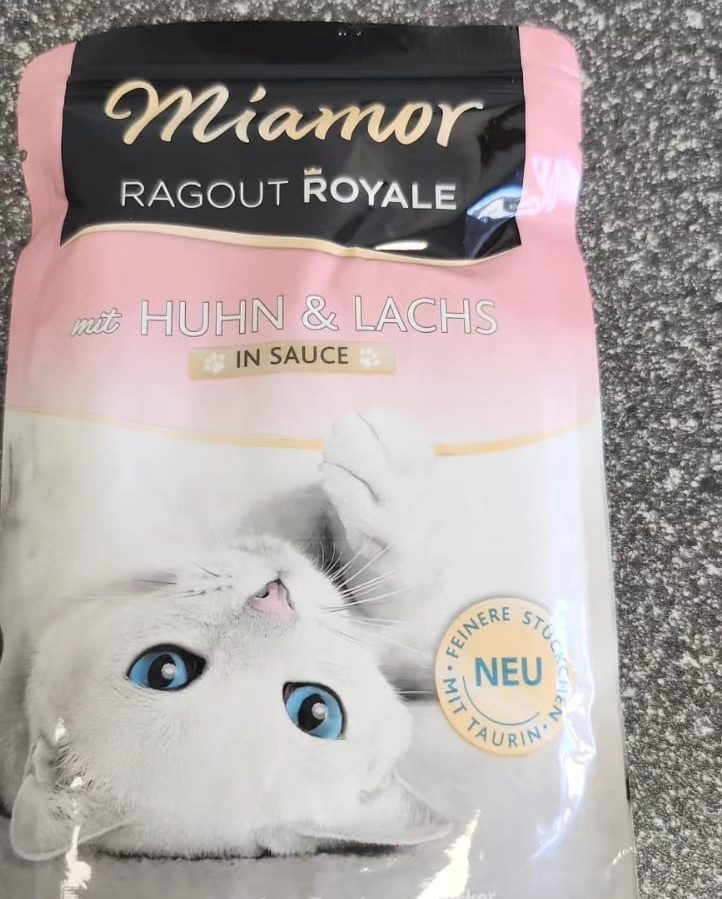 Miamor
RAGOUT ROYALE
mit HUHN & LACHS
IN SAUCE
FEINERE STÜCKCHEN
NEU
• MIT TAURIN •